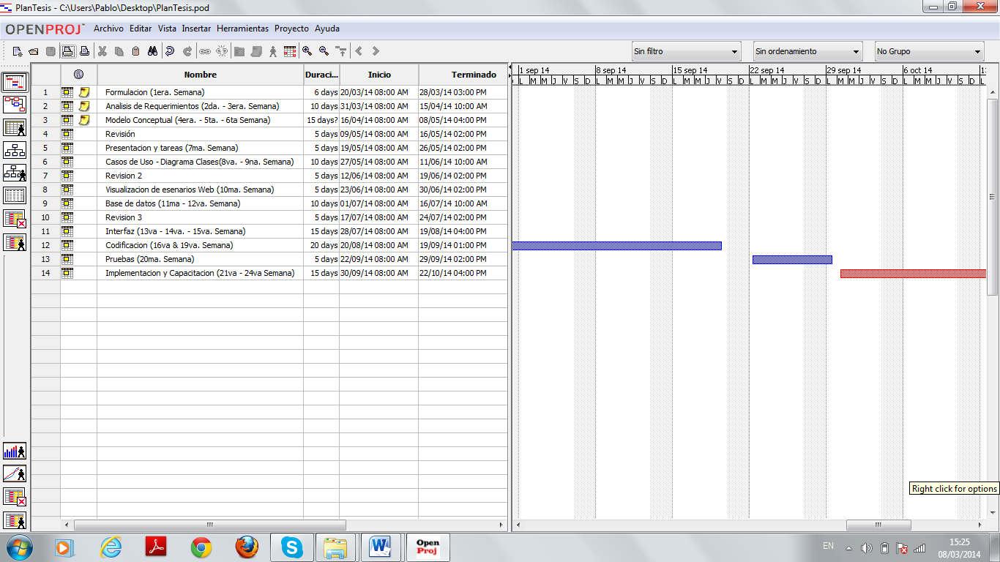 PlanTesis - C:\Users\Pablo\Desktop\PlanTesis.pod
OPENPROJ™ Archivo Editar Vista Insertar Herramientas Proyecto Ayuda
Sin filtro Sin ordenamiento No Grupo
Nombre Duraci... Inicio Terminado
1 sep 14 8 sep 14 15 sep 14 22 sep 14 29 sep 14 6 oct 14 1
L M M J V S D L M M J V S D L M M J V S D L M M J V S D L M M J V S D L M M J V S D L
1 Formulacion (1era. Semana) 6 days 20/03/14 08:00 AM 28/03/14 03:00 PM
2 Analisis de Requerimientos (2da. - 3era. Semana) 10 days 31/03/14 08:00 AM 15/04/14 10:00 AM
3 Modelo Conceptual (4era. - 5ta. - 6ta Semana) 15 days? 16/04/14 08:00 AM 08/05/14 04:00 PM
4 Revisión 5 days 09/05/14 08:00 AM 16/05/14 02:00 PM
5 Presentacion y tareas (7ma. Semana) 5 days 19/05/14 08:00 AM 26/05/14 02:00 PM
6 Casos de Uso - Diagrama Clases(8va. - 9na. Semana) 10 days 27/05/14 08:00 AM 11/06/14 10:00 AM
7 Revision 2 5 days 12/06/14 08:00 AM 19/06/14 02:00 PM
8 Visualizacion de esenarios Web (10ma. Semana) 5 days 23/06/14 08:00 AM 30/06/14 02:00 PM
9 Base de datos (11ma - 12va. Semana) 10 days 01/07/14 08:00 AM 16/07/14 10:00 AM
10 Revision 3 5 days 17/07/14 08:00 AM 24/07/14 02:00 PM
11 Interfaz (13va - 14va. - 15va. Semana) 15 days 28/07/14 08:00 AM 19/08/14 04:00 PM
12 Codificacion (16va & 19va. Semana) 20 days 20/08/14 08:00 AM 19/09/14 01:00 PM
13 Pruebas (20ma. Semana) 5 days 22/09/14 08:00 AM 29/09/14 02:00 PM
14 Implementacion y Capacitacion (21va - 24va Semana) 15 days 30/09/14 08:00 AM 22/10/14 04:00 PM
Right click for options
Open
Proj
EN
15:25
08/03/2014